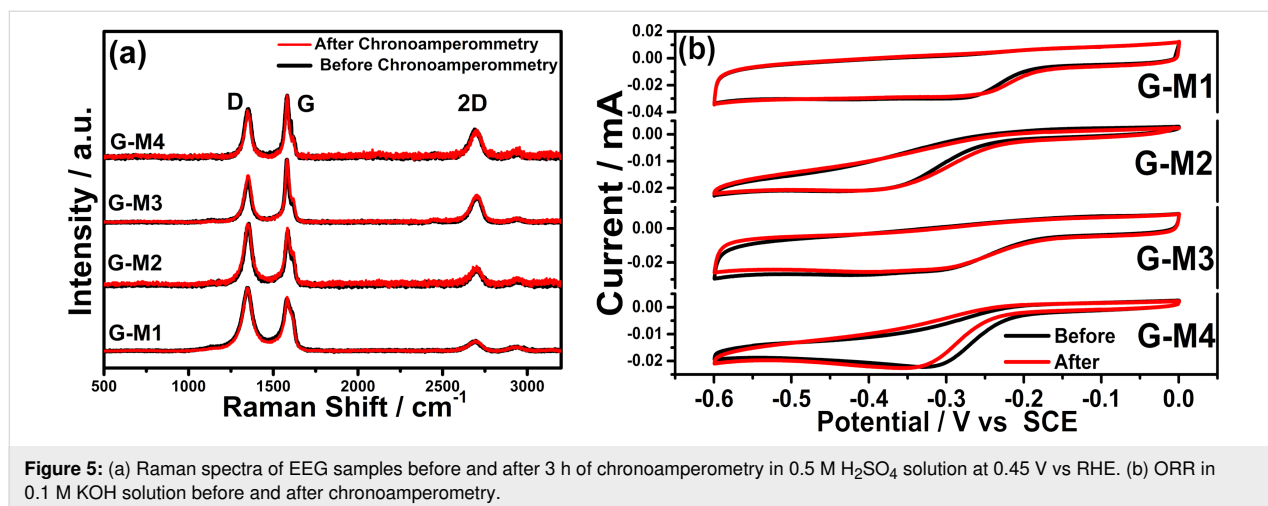 (a)
After Chronoamperommetry
Before Chronoamperommetry
D
G
2D
G-M4
G-M3
G-M2
G-M1
Intensity / a.u.
500 1000 1500 2000 2500 3000
Raman Shift / cm⁻¹
(b)
0.02
0.00
-0.02
-0.04
G-M1
0.00
-0.01
-0.02
G-M2
0.00
-0.02
G-M3
0.00
-0.01
-0.02
G-M4
Before
After
Current / mA
-0.6 -0.5 -0.4 -0.3 -0.2 -0.1 0.0
Potential / V vs SCE
Figure 5: (a) Raman spectra of EEG samples before and after 3 h of chronoamperometry in 0.5 M H₂SO₄ solution at 0.45 V vs RHE. (b) ORR in
0.1 M KOH solution before and after chronoamperometry.